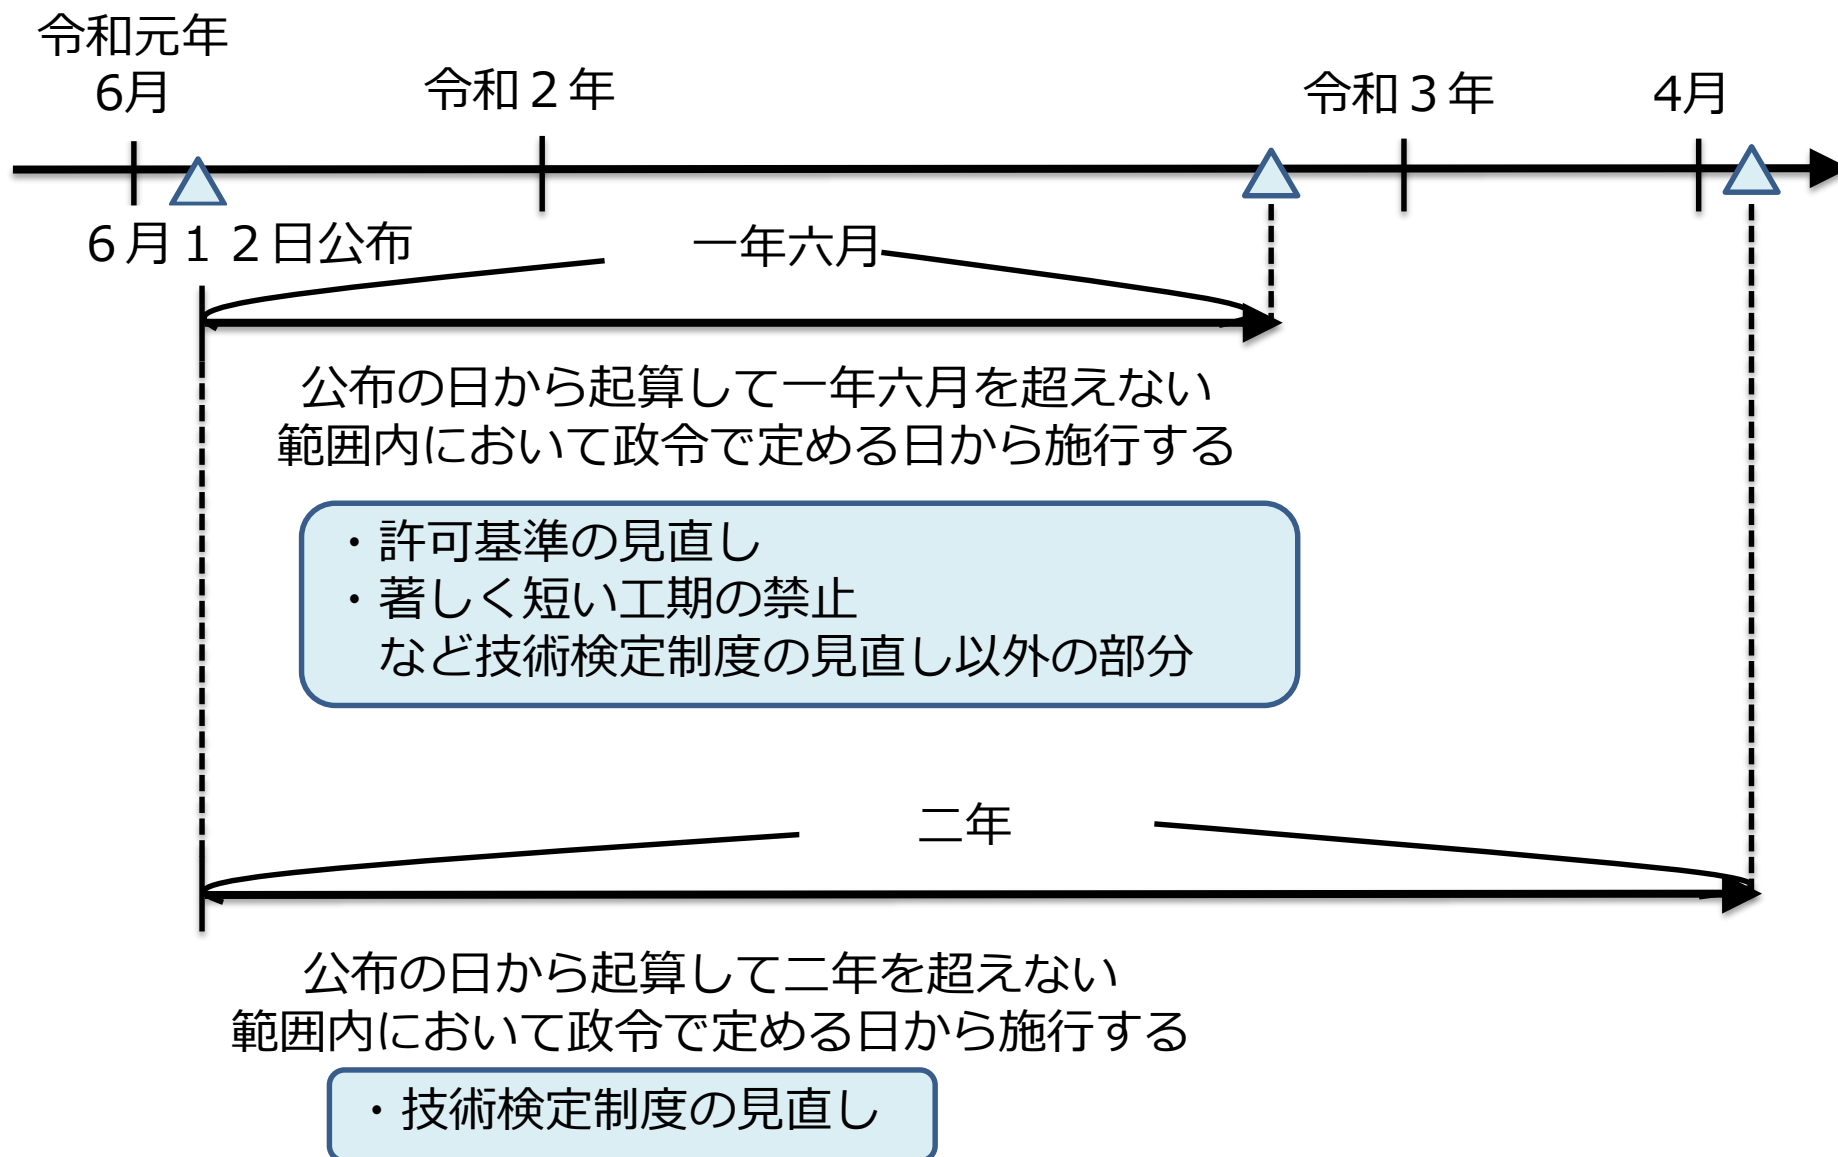 令和元年
6月
令和２年
令和３年
4月
６月１２日公布
一年六月
公布の日から起算して一年六月を超えない
範囲内において政令で定める日から施行する
・許可基準の見直し
・著しく短い工期の禁止
など技術検定制度の見直し以外の部分
二年
公布の日から起算して二年を超えない
範囲内において政令で定める日から施行する
・技術検定制度の見直し